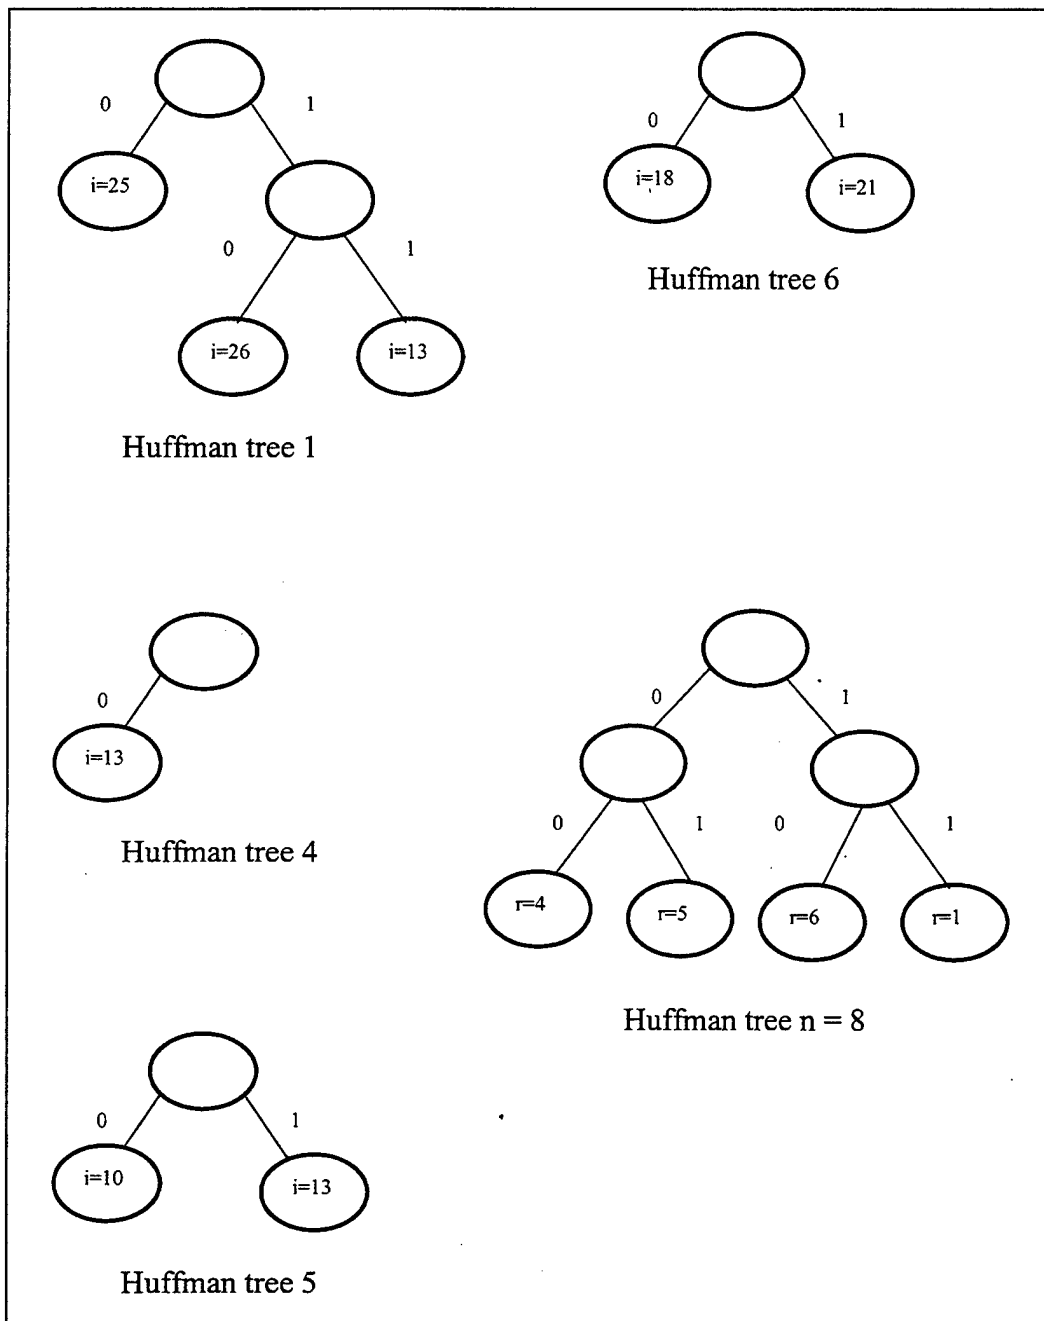 0 1
i=25
0 1
i=26 i=13
Huffman tree 1
0 1
i=18 i=21
Huffman tree 6
0
i=13
Huffman tree 4
0 1
0 1 0 1
r=4 r=5 r=6 r=1
Huffman tree n = 8
0 1
i=10 i=13
Huffman tree 5